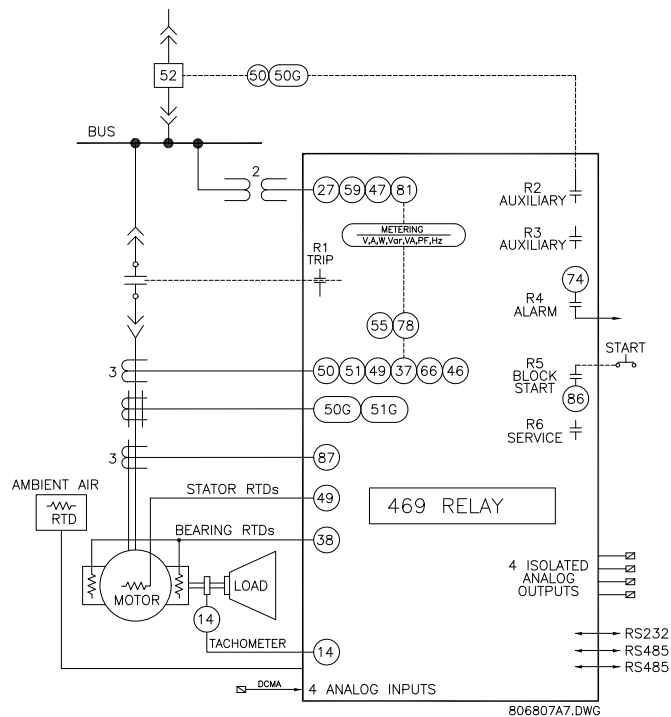 52
50
50G
BUS
2
27
59
47
81
R2
AUXILIARY
METERING
V,A,W,Var,VA,PF,Hz
R3
AUXILIARY
R1
TRIP
74
R4
ALARM
55
78
START
3
50
51
49
37
66
46
R5
BLOCK
START
86
50G
51G
R6
SERVICE
3
87
AMBIENT AIR
RTD
STATOR RTDs
49
469 RELAY
BEARING RTDs
38
MOTOR
LOAD
4 ISOLATED
ANALOG
OUTPUTS
14
TACHOMETER
14
RS232
RS485
RS485
DCMA
4 ANALOG INPUTS
806807A7.DWG